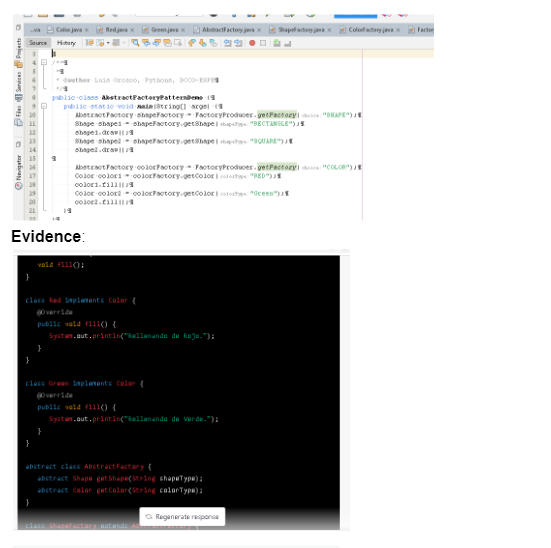 ...va Color.java × Red.java × Green.java × AbstractFactory.java × ShapeFactory.java × ColorFactory.java × Factor
Source History
Projects
Services
Files
Navigator
3
4 /**
5 *
6 * @author Luis Orozco, Pythons, DCCO-ESPE
7 */
8 public class AbstractFactoryPatternDemo {
9 public static void main(String[] args) {
10 AbstractFactory shapeFactory = FactoryProducer.getFactory(choice: "SHAPE");
11 Shape shape1 = shapeFactory.getShape(shapeType: "RECTANGLE");
12 shape1.draw();
13 Shape shape2 = shapeFactory.getShape(shapeType: "SQUARE");
14 shape2.draw();
15
16 AbstractFactory colorFactory = FactoryProducer.getFactory(choice: "COLOR");
17 Color color1 = colorFactory.getColor(colorType: "RED");
18 color1.fill();
19 Color color2 = colorFactory.getColor(colorType: "Green");
20 color2.fill();
21 }
22 }
Evidence:
void fill();
}
class Red implements Color {
@Override
public void fill() {
System.out.println("Rellenando de Rojo.");
}
}
class Green implements Color {
@Override
public void fill() {
System.out.println("Rellenando de Verde.");
}
}
abstract class AbstractFactory {
abstract Shape getShape(String shapeType);
abstract Color getColor(String colorType);
}
class ShapeFactory extends AbstractFactory {
Regenerate response